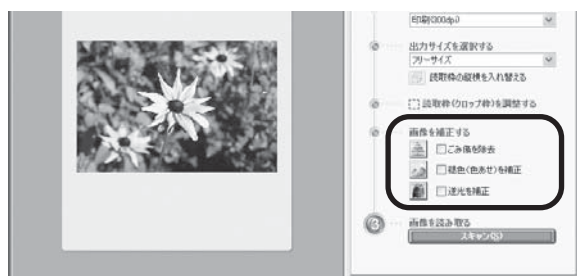 印刷(300dpi)
出力サイズを選択する
フリーサイズ
読取枠の縦横を入れ替える
読取枠(クロップ枠)を調整する
画像を補正する
ごみ傷を除去
褪色(色あせ)を補正
逆光を補正
3 画像を読み取る
スキャン(Q)